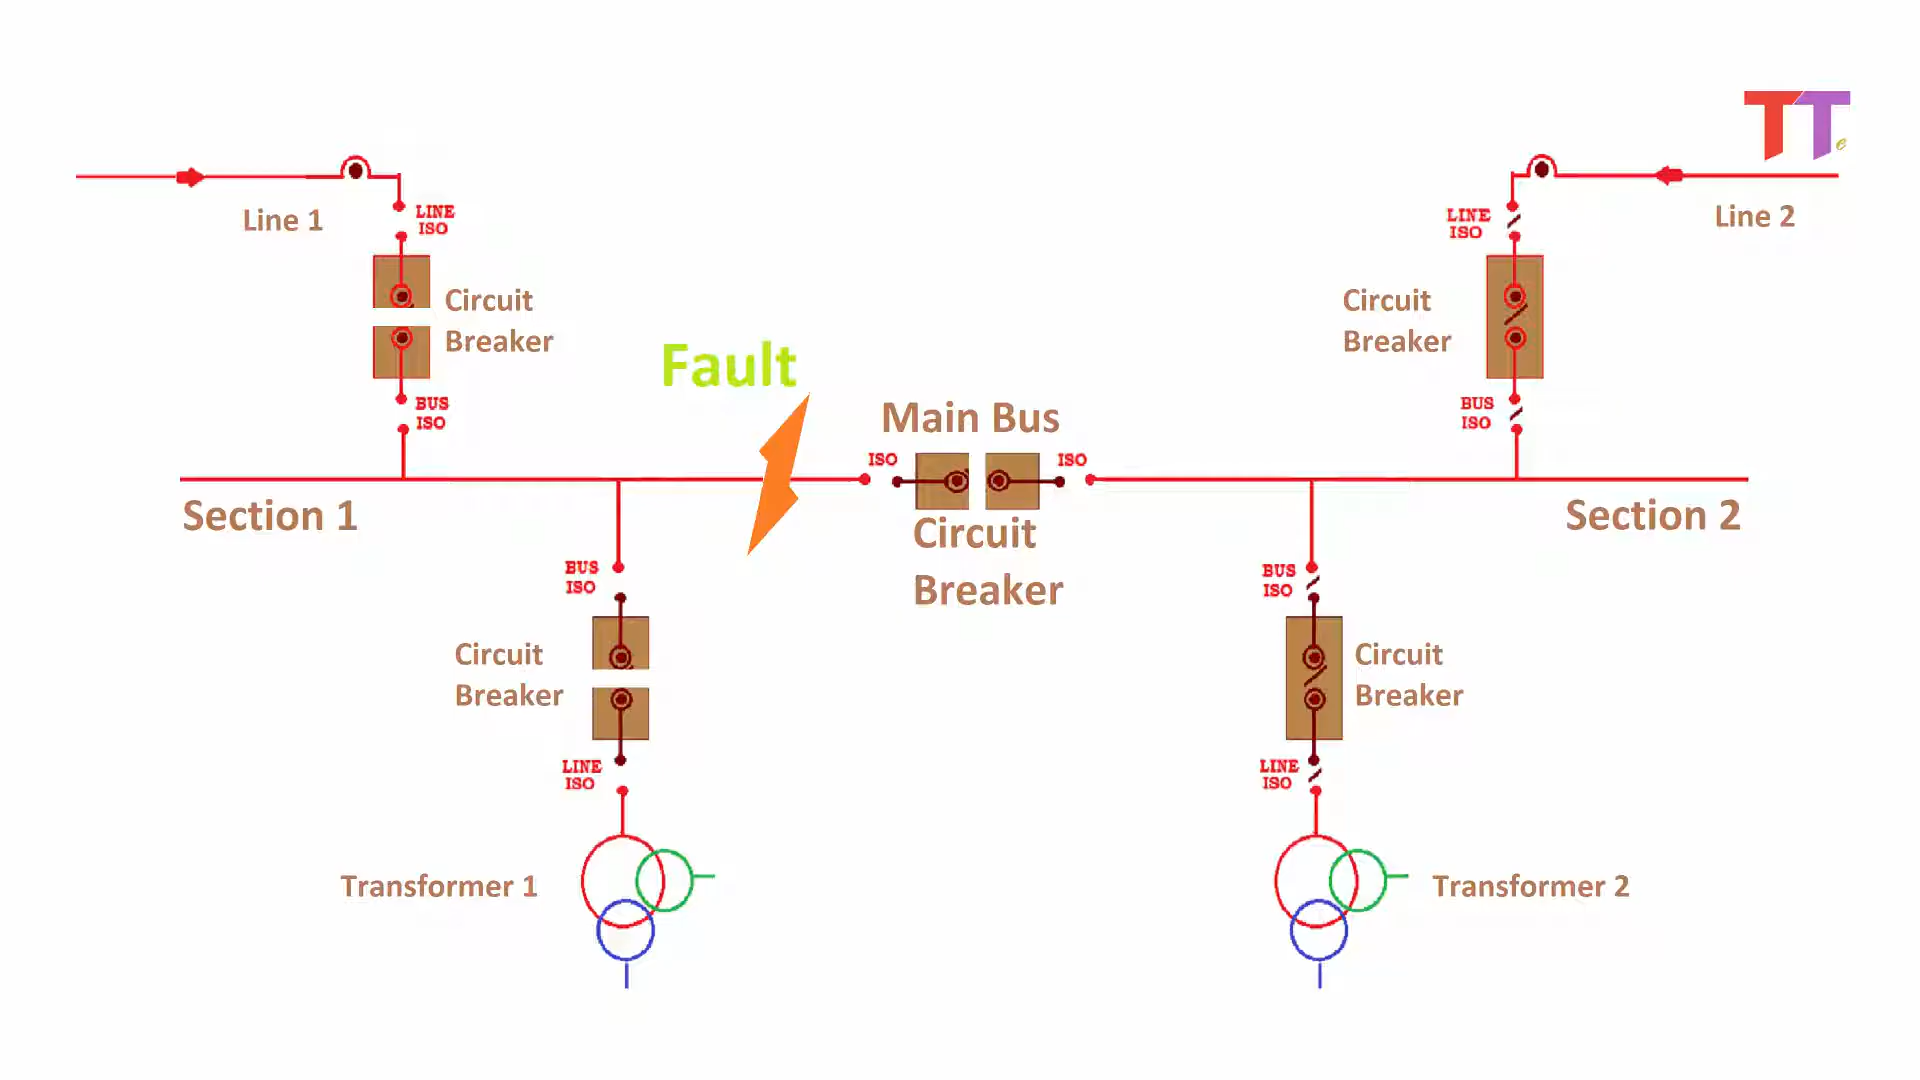 TTe
Line 1
LINE
ISO
Circuit
Breaker
BUS
ISO
Line 2
LINE
ISO
Circuit
Breaker
BUS
ISO
Fault
Main Bus
ISO
ISO
Circuit
Breaker
Section 1
Section 2
BUS
ISO
Circuit
Breaker
LINE
ISO
Transformer 1
BUS
ISO
Circuit
Breaker
LINE
ISO
Transformer 2